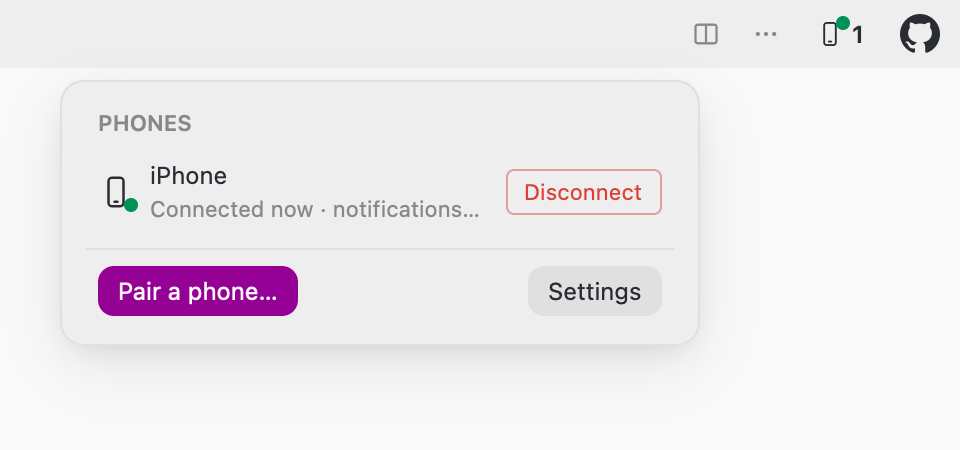 1
PHONES
iPhone
Connected now · notifications…
Disconnect
Pair a phone…
Settings